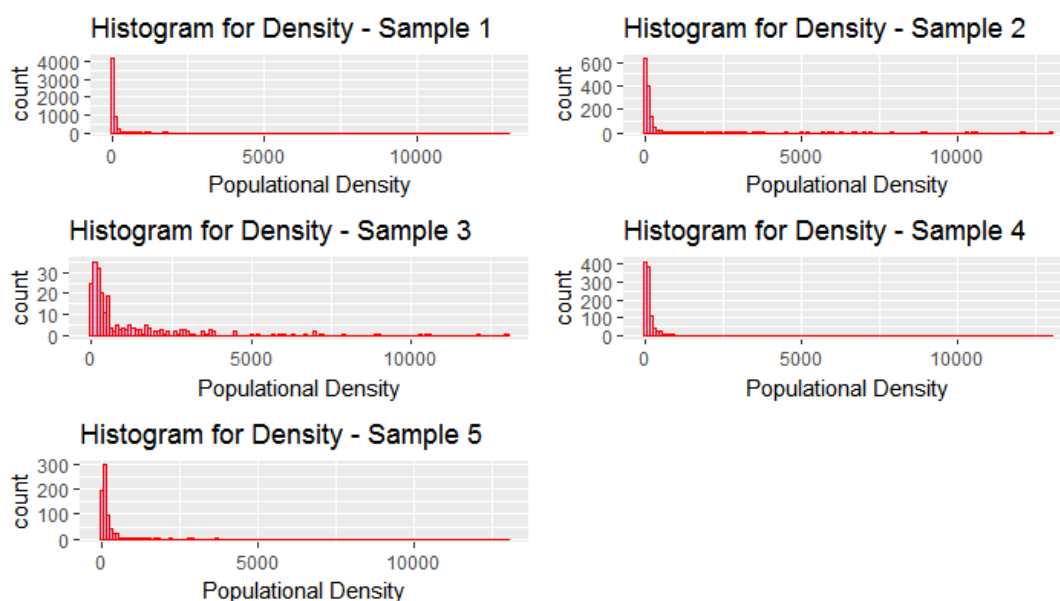 Histogram for Density - Sample 1
count
4000
3000
2000
1000
0
0 5000 10000
Populational Density
Histogram for Density - Sample 2
count
600
400
200
0
0 5000 10000
Populational Density
Histogram for Density - Sample 3
count
30
20
10
0
0 5000 10000
Populational Density
Histogram for Density - Sample 4
count
400
300
200
100
0
0 5000 10000
Populational Density
Histogram for Density - Sample 5
count
300
200
100
0
0 5000 10000
Populational Density